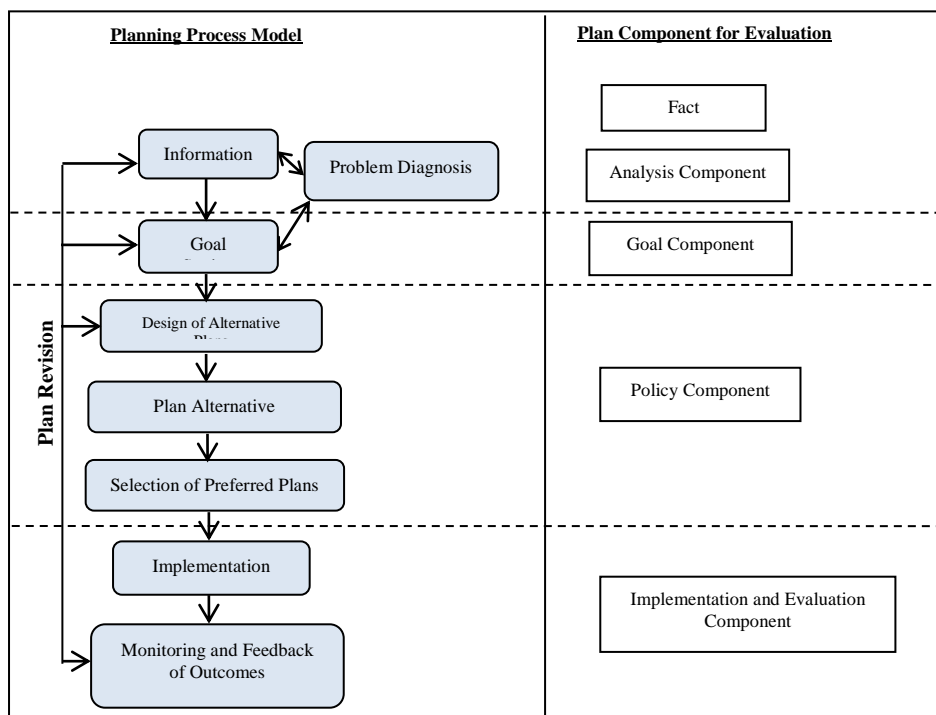 Planning Process Model
Plan Component for Evaluation
Fact
Information
Problem Diagnosis
Analysis Component
Goal
Goal Component
Plan Revision
Design of Alternative
Plan Alternative
Policy Component
Selection of Preferred Plans
Implementation
Implementation and Evaluation
Component
Monitoring and Feedback
of Outcomes